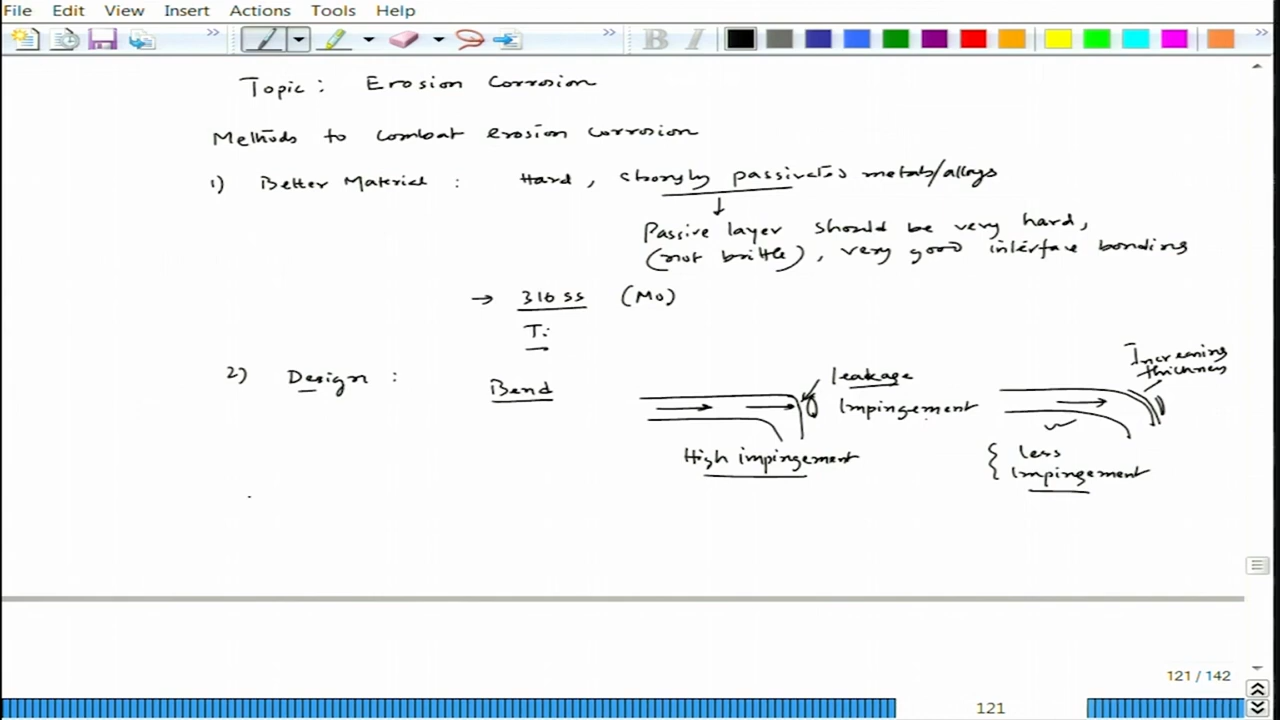 File Edit View Insert Actions Tools Help
B I
Topic : Erosion Corrosion
Methods to combat erosion corrosion
1) Better Material : Hard, strongly passivates metals/alloys
Passive layer should be very hard,
(not brittle), very good interface bonding
→ 316 SS (Mo)
Ti
2) Design : Bend
leakage
Impingement
High impingement
Increasing
thickness
less
Impingement
121 / 142
121